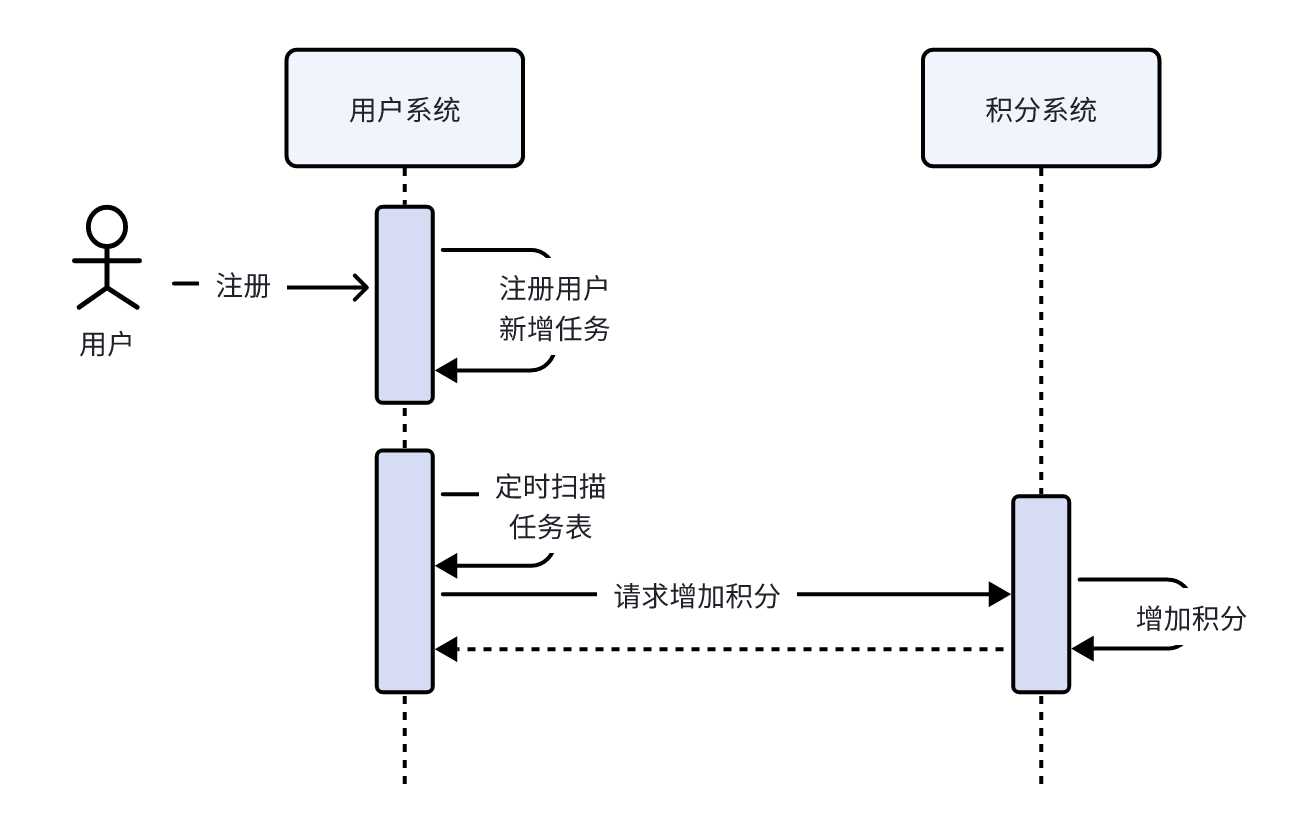 用户系统
积分系统
用户
注册
注册用户
新增任务
定时扫描
任务表
请求增加积分
增加积分